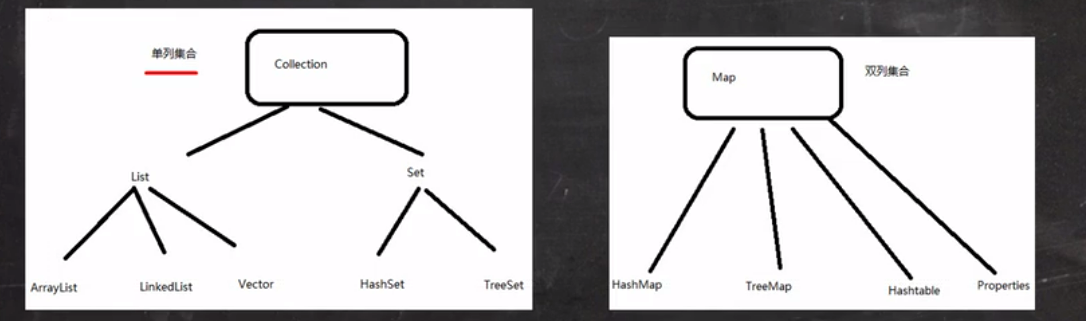 单列集合
Collection
List
Set
ArrayList
LinkedList
Vector
HashSet
TreeSet
Map
双列集合
HashMap
TreeMap
Hashtable
Properties